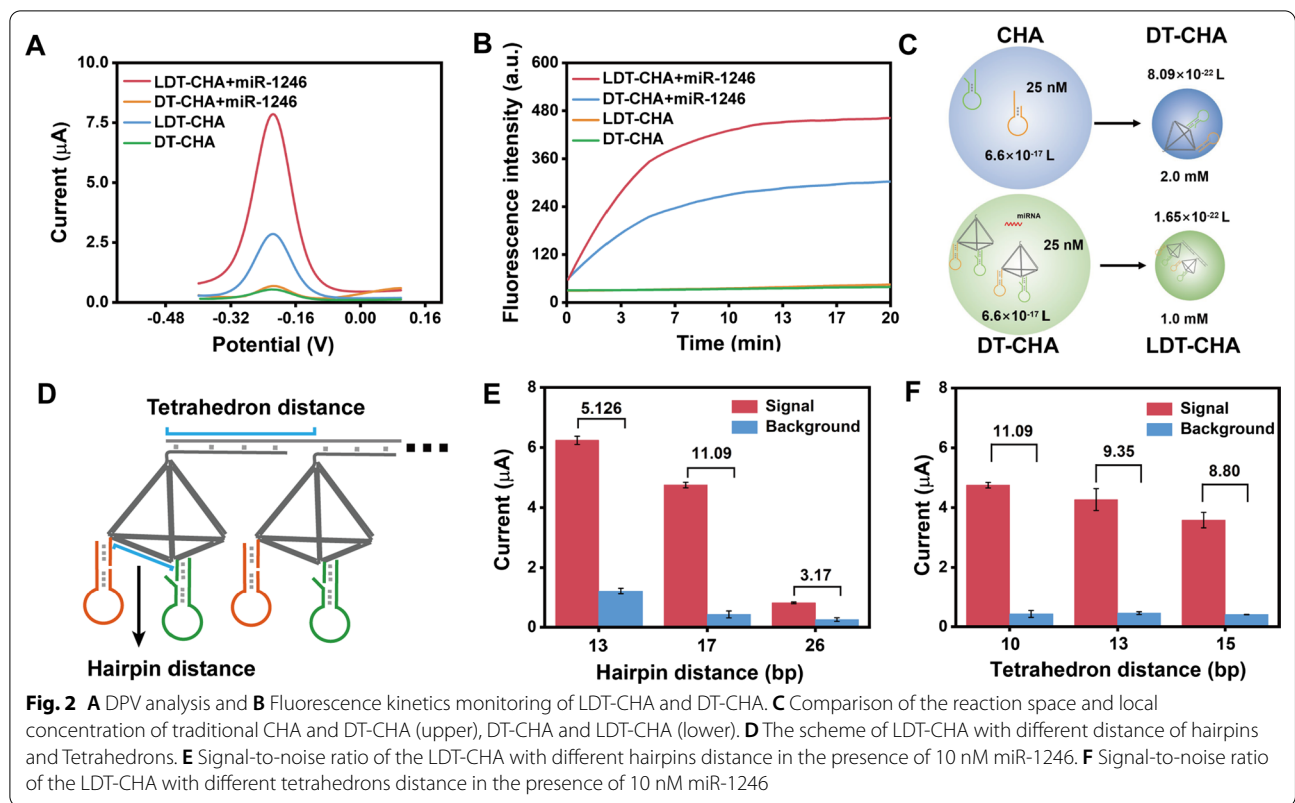 A
10.0
7.5
5.0
2.5
0.0
Current (μA)
LDT-CHA+miR-1246
DT-CHA+miR-1246
LDT-CHA
DT-CHA
-0.48 -0.32 -0.16 0.00 0.16
Potential (V)
B
600
480
360
240
120
0
Fluorescence intensity (a.u.)
LDT-CHA+miR-1246
DT-CHA+miR-1246
LDT-CHA
DT-CHA
0 3 7 10 13 17 20
Time (min)
C
CHA
DT-CHA
25 nM
6.6×10⁻¹⁷ L
8.09×10⁻²² L
2.0 mM
miRNA
25 nM
6.6×10⁻¹⁷ L
1.65×10⁻²² L
1.0 mM
DT-CHA
LDT-CHA
D
Tetrahedron distance
Hairpin distance
E
8
6
4
2
0
Current (μA)
Signal
Background
5.126
11.09
3.17
13 17 26
Hairpin distance (bp)
F
8
6
4
2
0
Current (μA)
Signal
Background
11.09
9.35
8.80
10 13 15
Tetrahedron distance (bp)
Fig. 2 A DPV analysis and B Fluorescence kinetics monitoring of LDT-CHA and DT-CHA. C Comparison of the reaction space and local
concentration of traditional CHA and DT-CHA (upper), DT-CHA and LDT-CHA (lower). D The scheme of LDT-CHA with different distance of hairpins
and Tetrahedrons. E Signal-to-noise ratio of the LDT-CHA with different hairpins distance in the presence of 10 nM miR-1246. F Signal-to-noise ratio
of the LDT-CHA with different tetrahedrons distance in the presence of 10 nM miR-1246